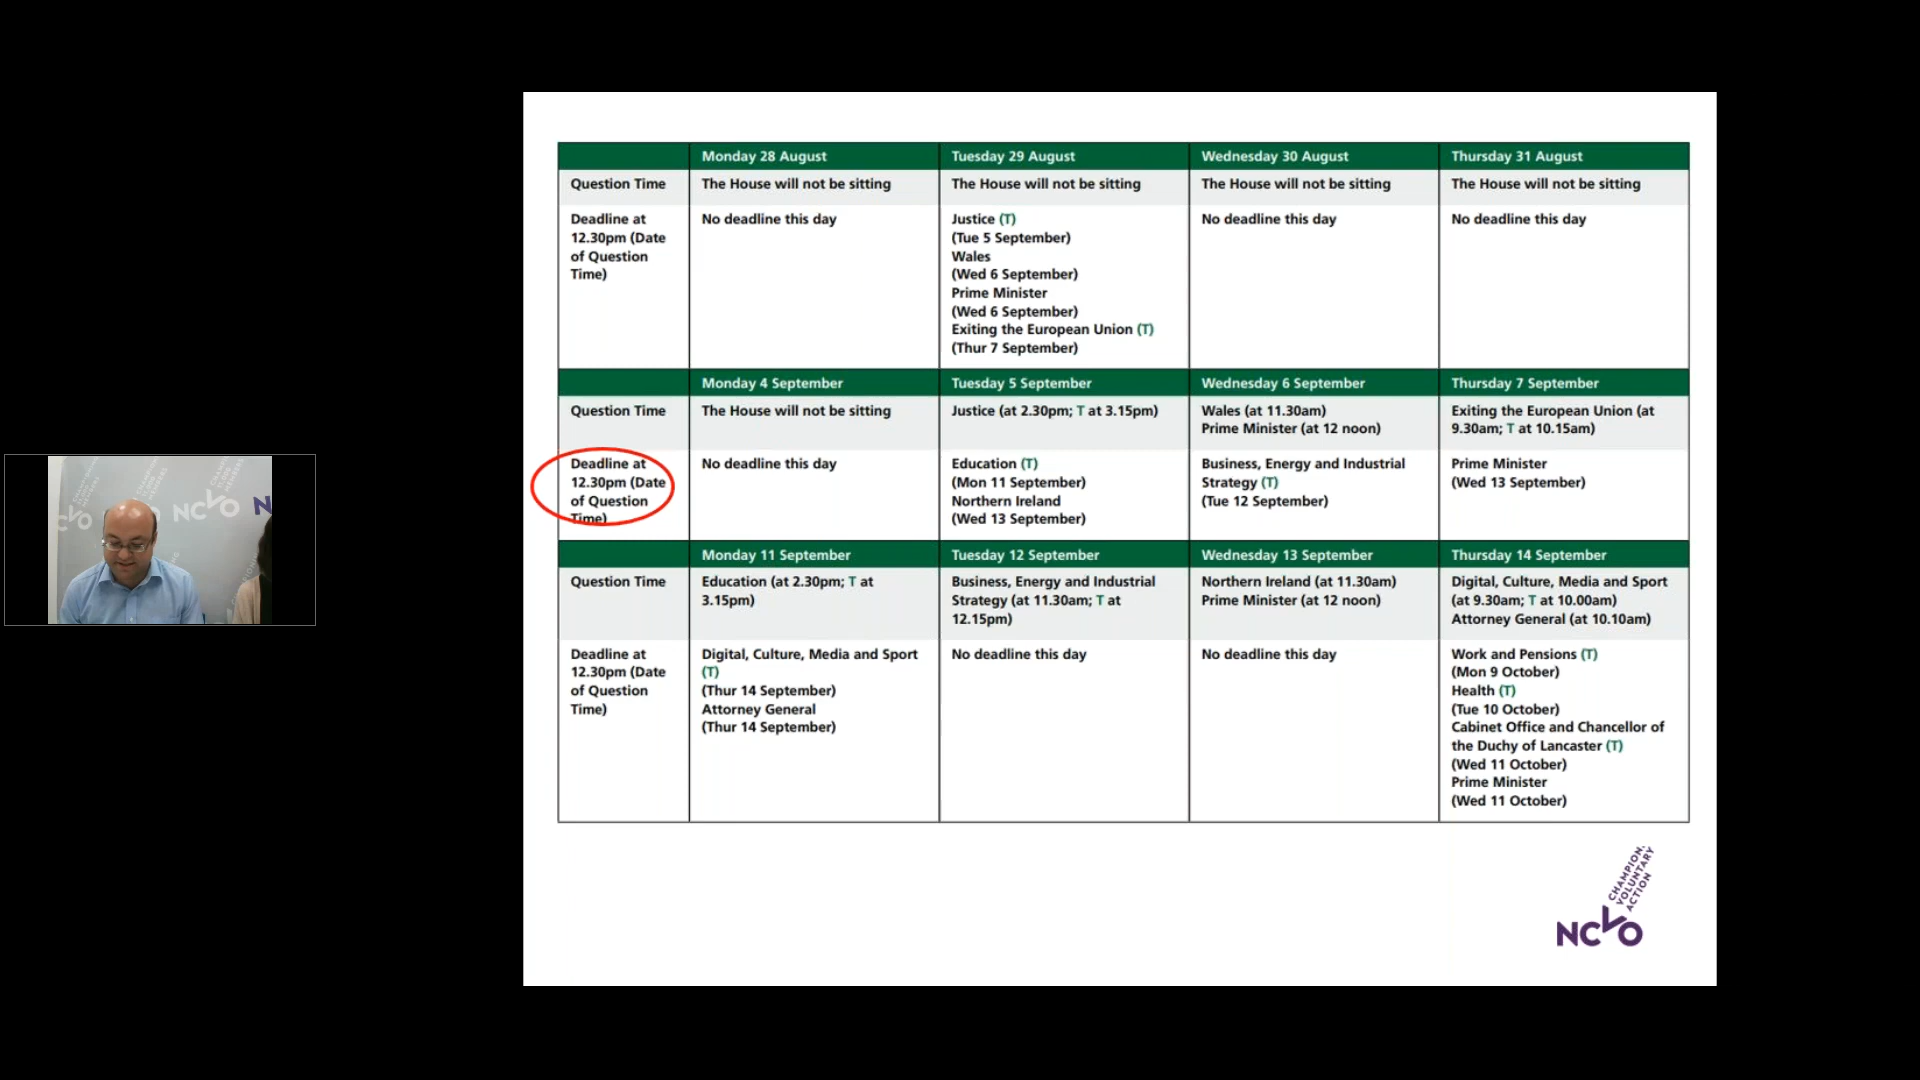 Monday 28 August
Tuesday 29 August
Wednesday 30 August
Thursday 31 August
Question Time
The House will not be sitting
The House will not be sitting
The House will not be sitting
The House will not be sitting
Deadline at
12.30pm (Date
of Question
Time)
No deadline this day
Justice (T)
(Tue 5 September)
Wales
(Wed 6 September)
Prime Minister
(Wed 6 September)
Exiting the European Union (T)
(Thur 7 September)
No deadline this day
No deadline this day
Monday 4 September
Tuesday 5 September
Wednesday 6 September
Thursday 7 September
Question Time
The House will not be sitting
Justice (at 2.30pm; T at 3.15pm)
Wales (at 11.30am)
Prime Minister (at 12 noon)
Exiting the European Union (at
9.30am; T at 10.15am)
Deadline at
12.30pm (Date
of Question
Time)
No deadline this day
Education (T)
(Mon 11 September)
Northern Ireland
(Wed 13 September)
Business, Energy and Industrial
Strategy (T)
(Tue 12 September)
Prime Minister
(Wed 13 September)
Monday 11 September
Tuesday 12 September
Wednesday 13 September
Thursday 14 September
Question Time
Education (at 2.30pm; T at
3.15pm)
Business, Energy and Industrial
Strategy (at 11.30am; T at
12.15pm)
Northern Ireland (at 11.30am)
Prime Minister (at 12 noon)
Digital, Culture, Media and Sport
(at 9.30am; T at 10.00am)
Attorney General (at 10.10am)
Deadline at
12.30pm (Date
of Question
Time)
Digital, Culture, Media and Sport
(T)
(Thur 14 September)
Attorney General
(Thur 14 September)
No deadline this day
No deadline this day
Work and Pensions (T)
(Mon 9 October)
Health (T)
(Tue 10 October)
Cabinet Office and Chancellor of
the Duchy of Lancaster (T)
(Wed 11 October)
Prime Minister
(Wed 11 October)
CHAMPION.
VOLUNTARY
ACTION
NCVO
NCVO